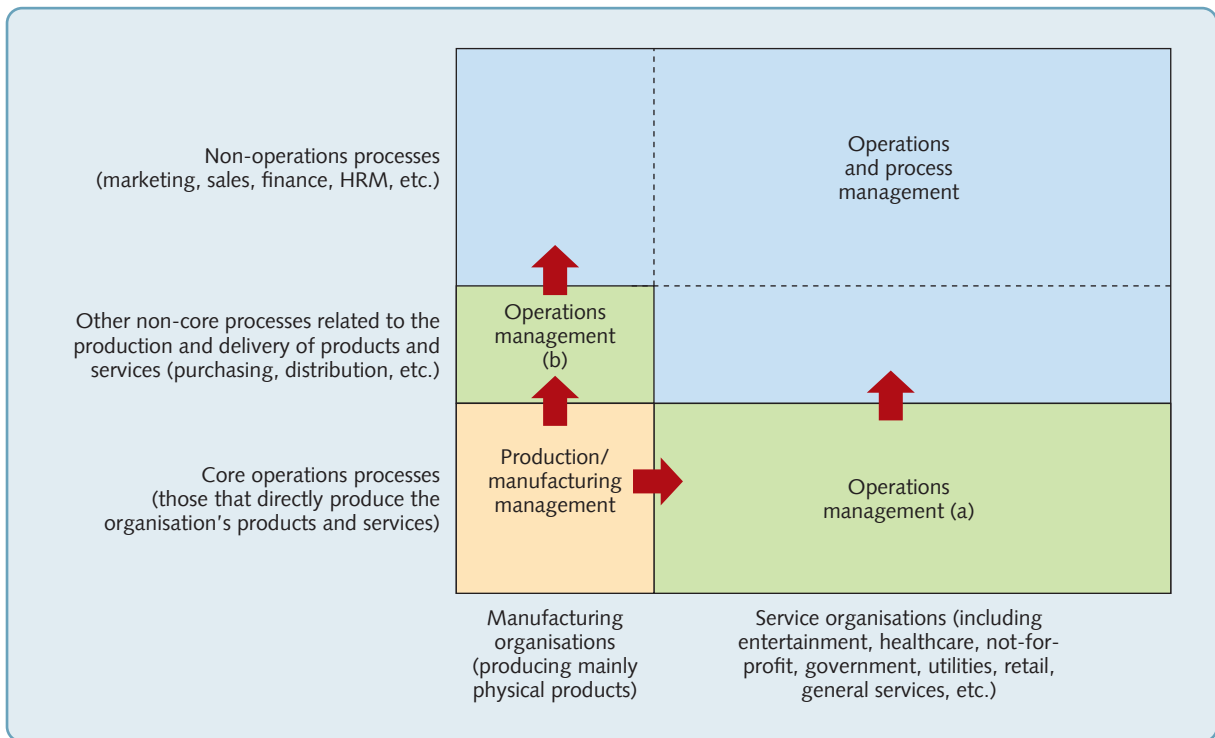 Non-operations processes
(marketing, sales, finance, HRM, etc.)
Operations
and process
management
Other non-core processes related to the
production and delivery of products and
services (purchasing, distribution, etc.)
Operations
management
(b)
Core operations processes
(those that directly produce the
organisation’s products and services)
Production/
manufacturing
management
Operations
management (a)
Manufacturing
organisations
(producing mainly
physical products)
Service organisations (including
entertainment, healthcare, not-for-
profit, government, utilities, retail,
general services, etc.)